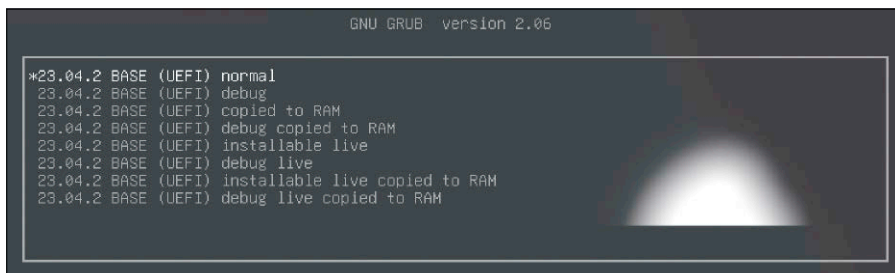 GNU GRUB version 2.06
*23.04.2 BASE (UEFI) normal
23.04.2 BASE (UEFI) debug
23.04.2 BASE (UEFI) copied to RAM
23.04.2 BASE (UEFI) debug copied to RAM
23.04.2 BASE (UEFI) installable live
23.04.2 BASE (UEFI) debug live
23.04.2 BASE (UEFI) installable live copied to RAM
23.04.2 BASE (UEFI) debug live copied to RAM